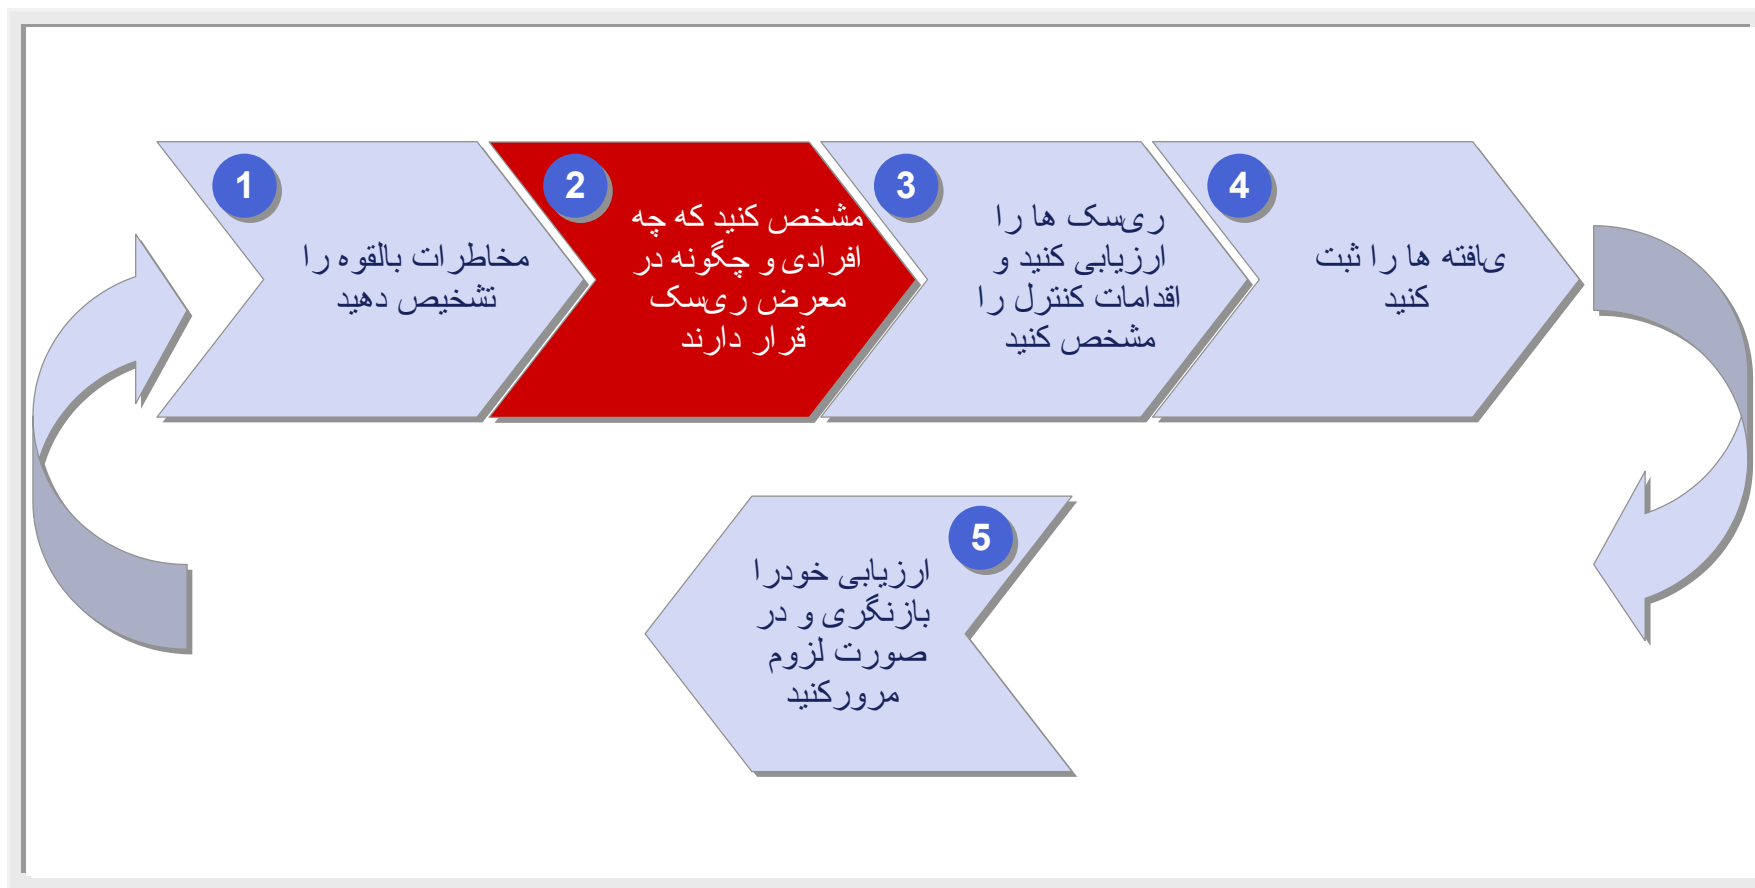 1
مخاطرات بالقوه را
تشخیص دهید
2
مشخص کنید که چه
افرادی و چگونه در
معرض ریسک
قرار دارند
3
ریسک ها را
ارزیابی کنید و
اقدامات کنترل را
مشخص کنید
4
یافته ها را ثبت
کنید
5
ارزیابی خودرا
بازنگری و در
صورت لزوم
مرورکنید